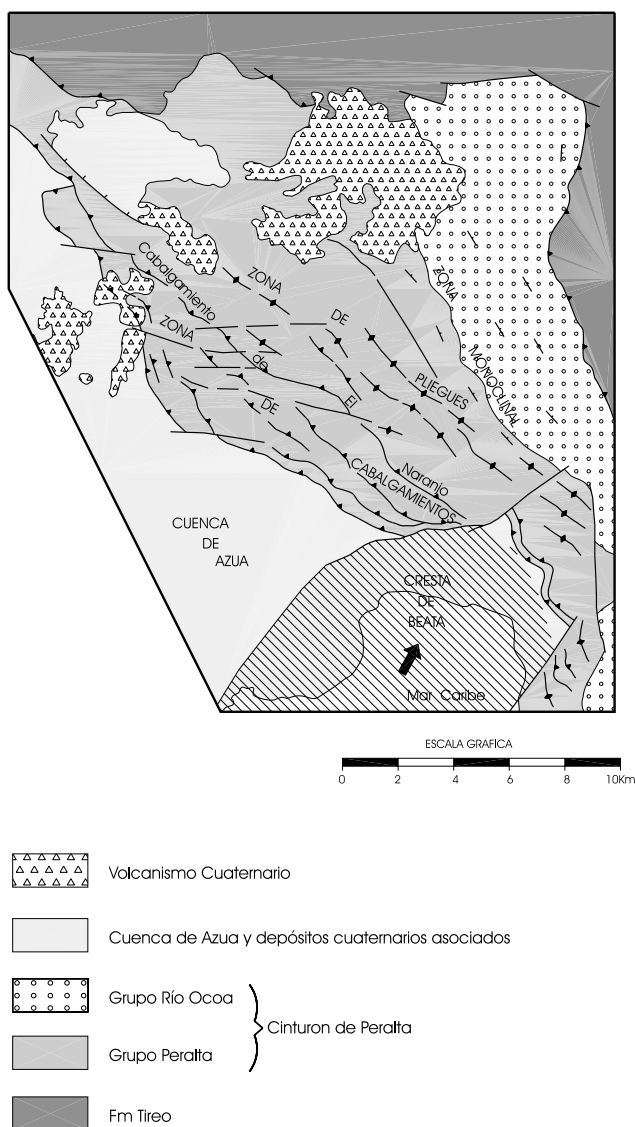 ZONA
DE
PLIEGUES
Cabalgamiento
de
El
Naranjo
ZONA
DE
CABALGAMIENTOS
ZONA
MONOCLINAL
CUENCA
DE
AZUA
CRESTA
DE
BEATA
Mar Caribe
ESCALA GRAFICA
0 2 4 6 8 10Km
Volcanismo Cuaternario
Cuenca de Azua y depósitos cuaternarios asociados
Grupo Río Ocoa
Cinturon de Peralta
Grupo Peralta
Fm Tireo